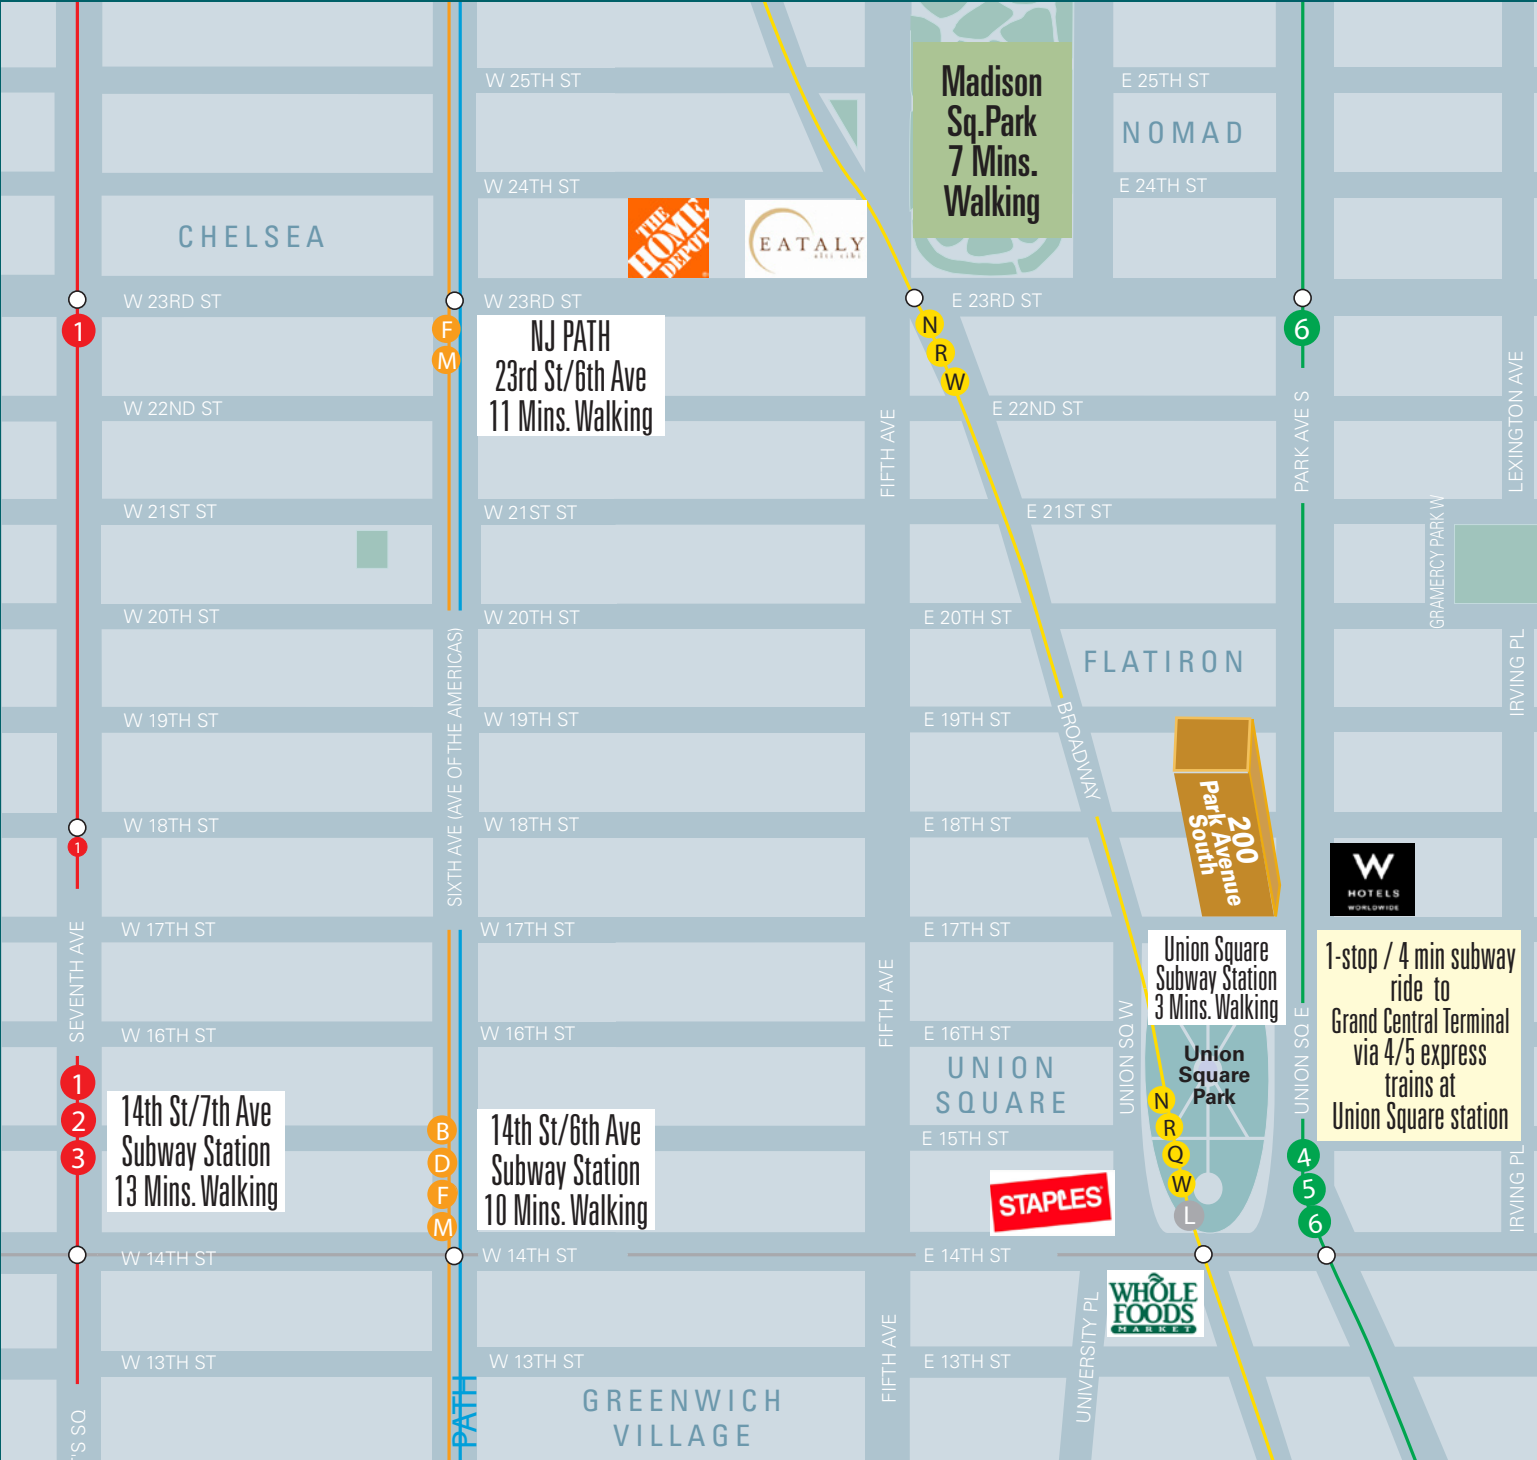 W 25TH ST
E 25TH ST
Madison
Sq.Park
7 Mins.
Walking
NOMAD
W 24TH ST
E 24TH ST
CHELSEA
THE
HOME
DEPOT
EATALY
alti cibi
W 23RD ST
W 23RD ST
E 23RD ST
1
F
M
N
R
W
6
NJ PATH
23rd St/6th Ave
11 Mins. Walking
W 22ND ST
E 22ND ST
FIFTH AVE
PARK AVE S
LEXINGTON AVE
W 21ST ST
W 21ST ST
E 21ST ST
GRAMERCY PARK W
W 20TH ST
W 20TH ST
E 20TH ST
SIXTH AVE (AVE OF THE AMERICAS)
FLATIRON
IRVING PL
W 19TH ST
W 19TH ST
E 19TH ST
BROADWAY
200
Park Avenue
South
W 18TH ST
W 18TH ST
E 18TH ST
1
W
HOTELS
WORLDWIDE
W 17TH ST
W 17TH ST
E 17TH ST
SEVENTH AVE
FIFTH AVE
Union Square
Subway Station
3 Mins. Walking
1-stop / 4 min subway
ride to
Grand Central Terminal
via 4/5 express
trains at
Union Square station
W 16TH ST
W 16TH ST
E 16TH ST
UNION SQ W
UNION SQ E
UNION
SQUARE
Union
Square
Park
1
2
3
14th St/7th Ave
Subway Station
13 Mins. Walking
B
D
F
M
14th St/6th Ave
Subway Station
10 Mins. Walking
E 15TH ST
N
R
Q
W
L
4
5
6
IRVING PL
STAPLES
W 14TH ST
W 14TH ST
E 14TH ST
WHOLE
FOODS
MARKET
UNIVERSITY PL
FIFTH AVE
W 13TH ST
W 13TH ST
E 13TH ST
PATH
GREENWICH
VILLAGE
'S SQ